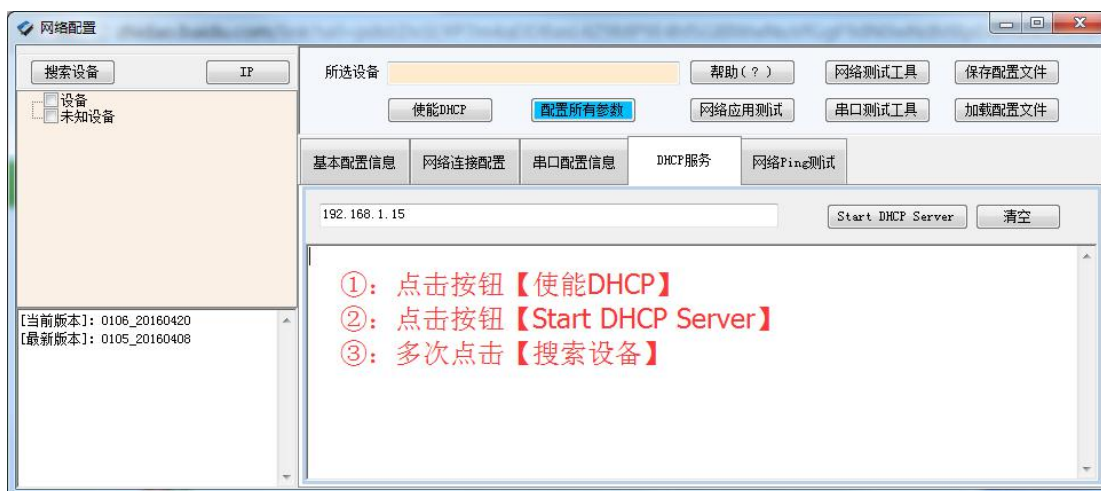 网络配置
搜索设备 IP
设备
未知设备
[当前版本]: 0106_20160420
[最新版本]: 0105_20160408
所选设备 帮助(?) 网络测试工具 保存配置文件
使能DHCP 配置所有参数 网络应用测试 串口测试工具 加载配置文件
基本配置信息 网络连接配置 串口配置信息 DHCP服务 网络Ping测试
192.168.1.15 Start DHCP Server 清空
①：点击按钮【使能DHCP】
②：点击按钮【Start DHCP Server】
③：多次点击【搜索设备】